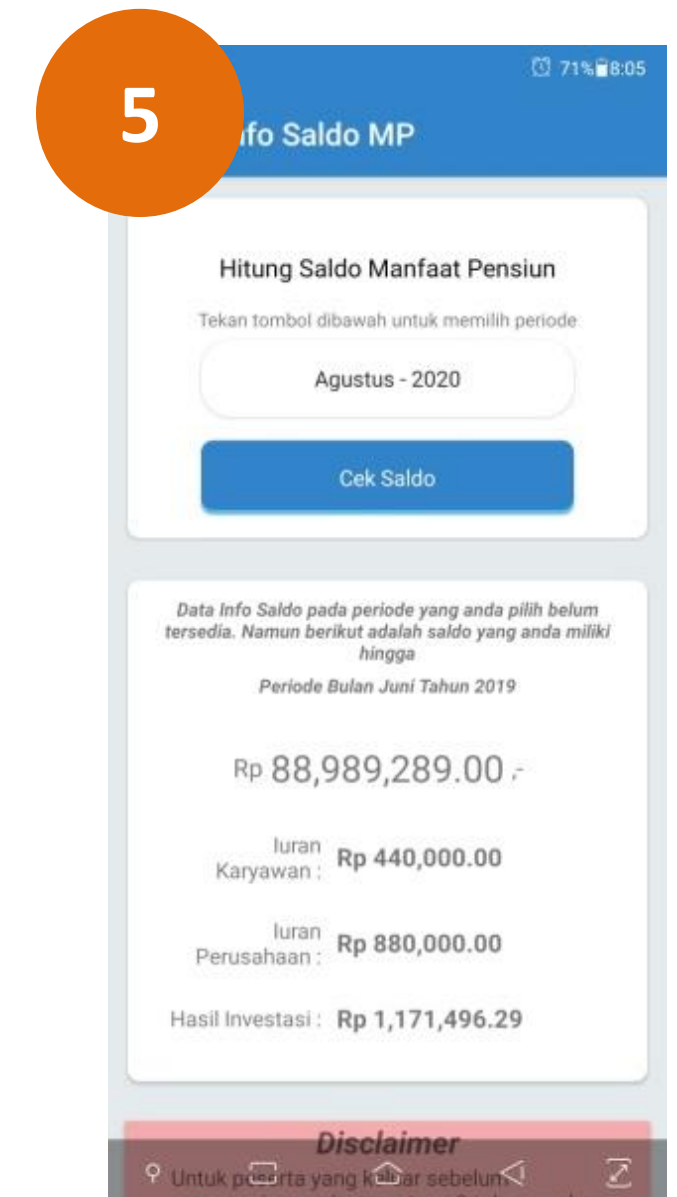 5
71% 8:05
nfo Saldo MP
Hitung Saldo Manfaat Pensiun
Tekan tombol dibawah untuk memilih periode
Agustus - 2020
Cek Saldo
Data Info Saldo pada periode yang anda pilih belum
tersedia. Namun berikut adalah saldo yang anda miliki
hingga
Periode Bulan Juni Tahun 2019
Rp 88,989,289.00 ,-
Iuran
Karyawan : Rp 440,000.00
Iuran
Perusahaan : Rp 880,000.00
Hasil Investasi : Rp 1,171,496.29
Disclaimer
Untuk peserta yang keluar sebelum